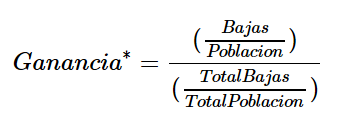 Ganancia* = (Bajas / Poblacion) / (TotalBajas / TotalPoblacion)